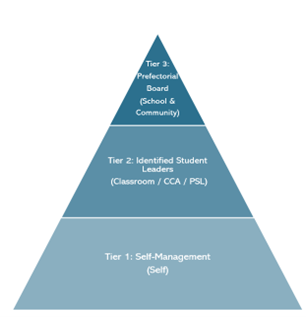 Tier 3:
Prefectorial
Board
(School &
Community)
Tier 2: Identified Student
Leaders
(Classroom / CCA / PSL)
Tier 1: Self-Management
(Self)